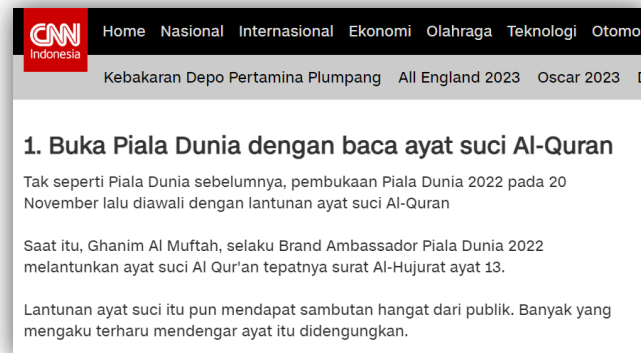 CNN
Indonesia
Home Nasional Internasional Ekonomi Olahraga Teknologi Otomo
Kebakaran Depo Pertamina Plumpang All England 2023 Oscar 2023
1. Buka Piala Dunia dengan baca ayat suci Al-Quran
Tak seperti Piala Dunia sebelumnya, pembukaan Piala Dunia 2022 pada 20
November lalu diawali dengan lantunan ayat suci Al-Quran
Saat itu, Ghanim Al Muftah, selaku Brand Ambassador Piala Dunia 2022
melantunkan ayat suci Al Qur'an tepatnya surat Al-Hujurat ayat 13.
Lantunan ayat suci itu pun mendapat sambutan hangat dari publik. Banyak yang
mengaku terharu mendengar ayat itu didengungkan.